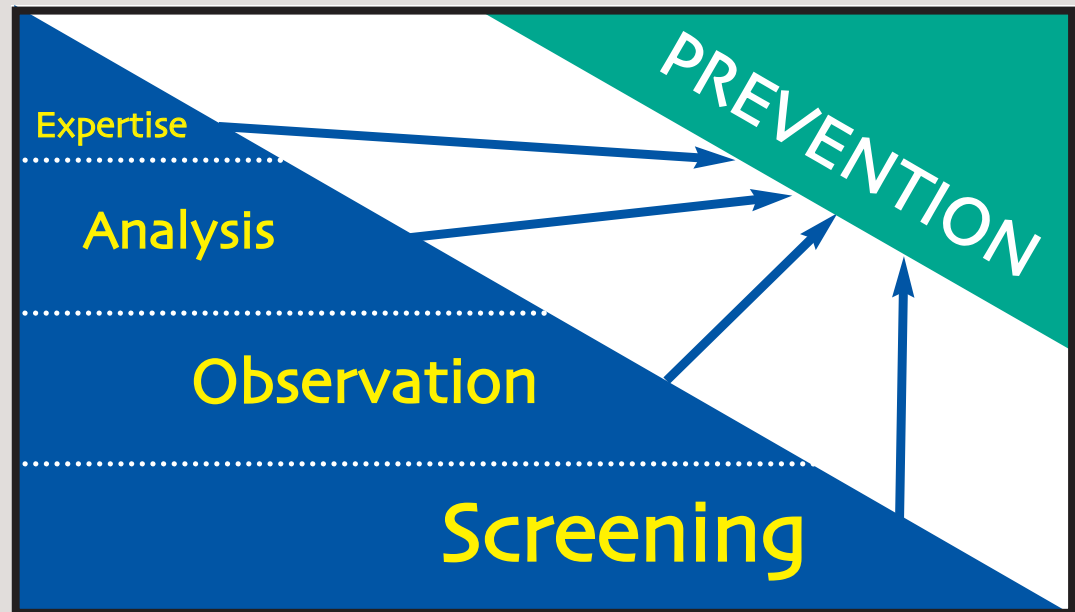 PREVENTION
Expertise
Analysis
Observation
Screening